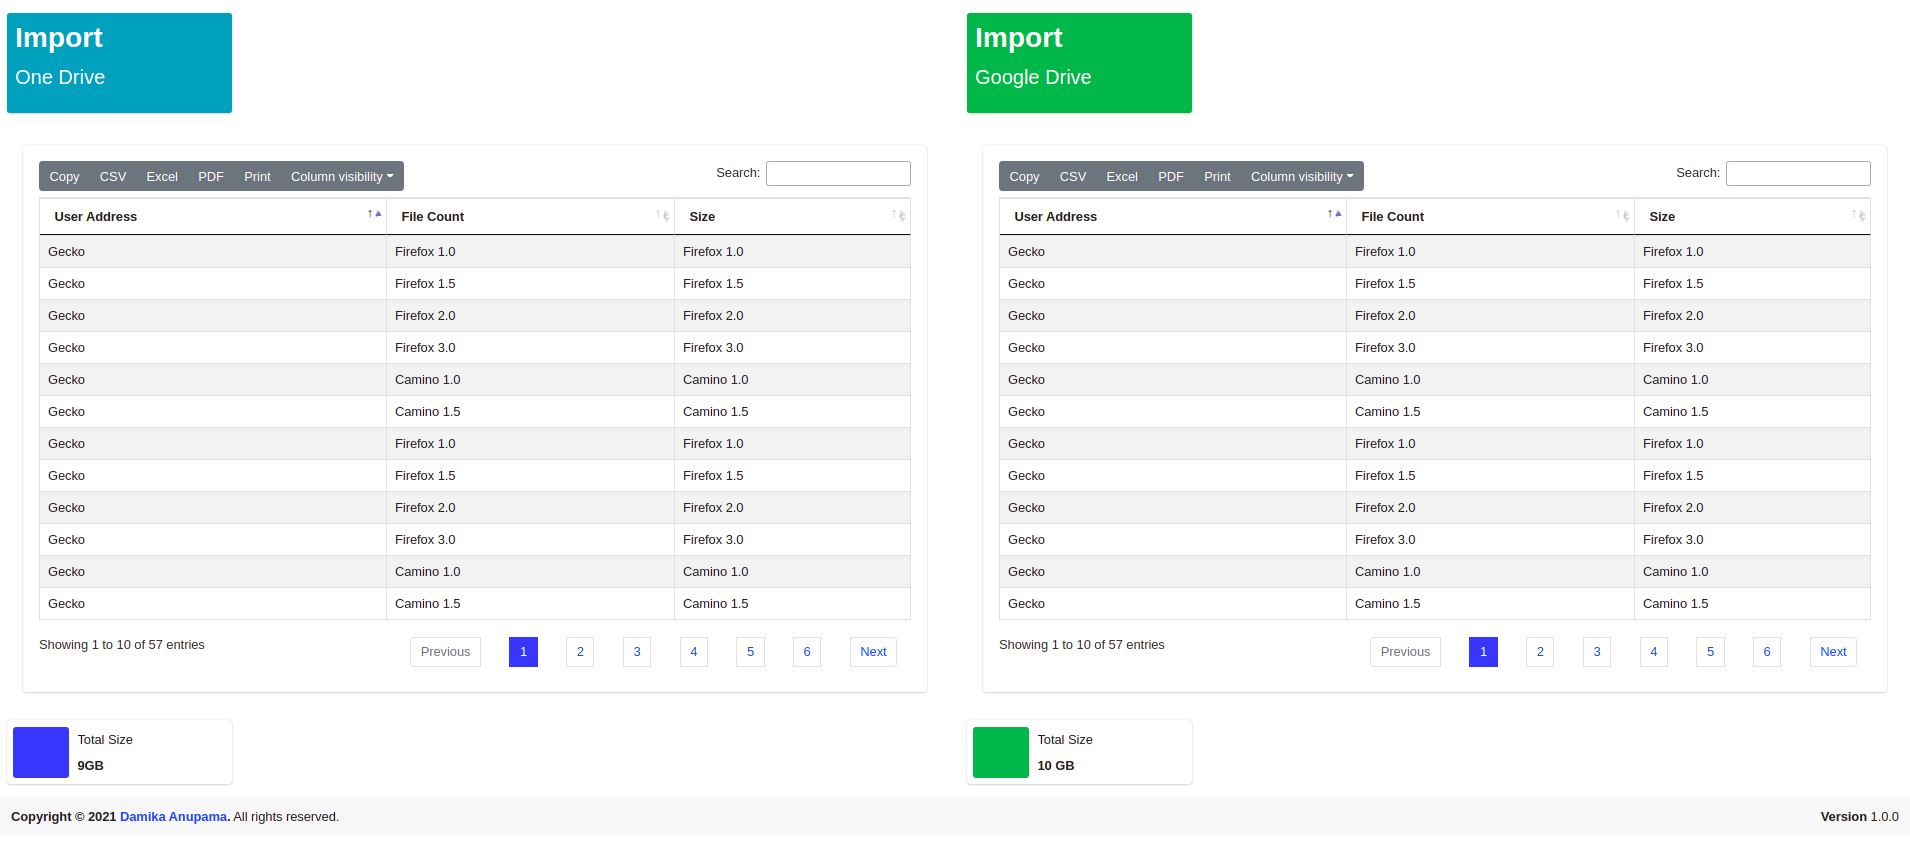 Import
One Drive
Copy CSV Excel PDF Print Column visibility
Search:
User Address File Count Size
Gecko Firefox 1.0 Firefox 1.0
Gecko Firefox 1.5 Firefox 1.5
Gecko Firefox 2.0 Firefox 2.0
Gecko Firefox 3.0 Firefox 3.0
Gecko Camino 1.0 Camino 1.0
Gecko Camino 1.5 Camino 1.5
Gecko Firefox 1.0 Firefox 1.0
Gecko Firefox 1.5 Firefox 1.5
Gecko Firefox 2.0 Firefox 2.0
Gecko Firefox 3.0 Firefox 3.0
Gecko Camino 1.0 Camino 1.0
Gecko Camino 1.5 Camino 1.5
Showing 1 to 10 of 57 entries
Previous 1 2 3 4 5 6 Next
Total Size
9GB
Import
Google Drive
Copy CSV Excel PDF Print Column visibility
Search:
User Address File Count Size
Gecko Firefox 1.0 Firefox 1.0
Gecko Firefox 1.5 Firefox 1.5
Gecko Firefox 2.0 Firefox 2.0
Gecko Firefox 3.0 Firefox 3.0
Gecko Camino 1.0 Camino 1.0
Gecko Camino 1.5 Camino 1.5
Gecko Firefox 1.0 Firefox 1.0
Gecko Firefox 1.5 Firefox 1.5
Gecko Firefox 2.0 Firefox 2.0
Gecko Firefox 3.0 Firefox 3.0
Gecko Camino 1.0 Camino 1.0
Gecko Camino 1.5 Camino 1.5
Showing 1 to 10 of 57 entries
Previous 1 2 3 4 5 6 Next
Total Size
10 GB
Copyright © 2021 Damika Anupama. All rights reserved.
Version 1.0.0